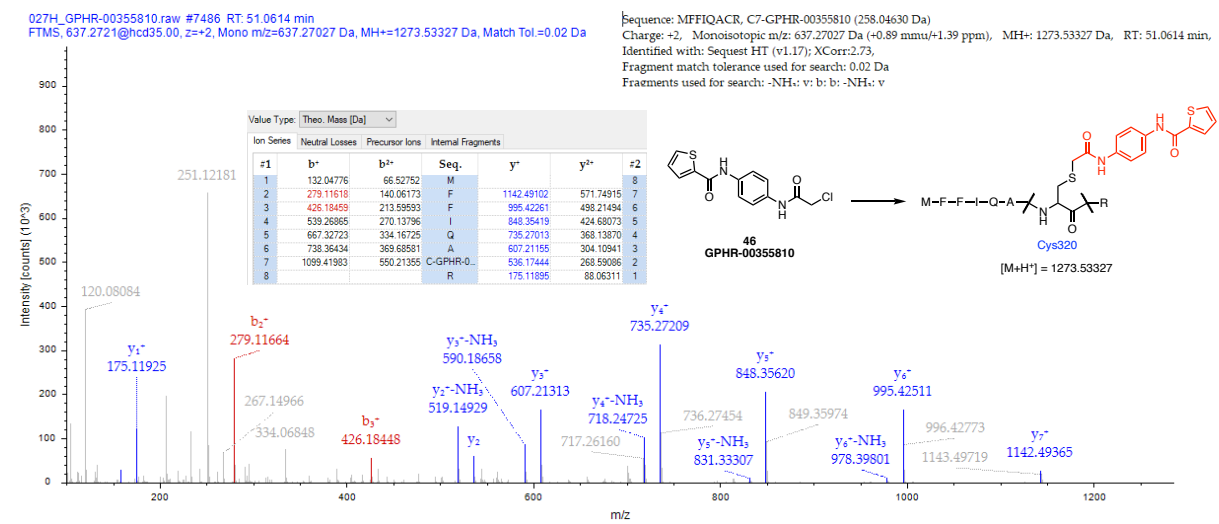 027H_GPHR-00355810.raw #7486 RT: 51.0614 min
FTMS, 637.2721@hcd35.00, z=+2, Mono m/z=637.27027 Da, MH+=1273.53327 Da, Match Tol.=0.02 Da
Sequence: MFFIQACR, C7-GPHR-00355810 (258.04630 Da)
Charge: +2, Monoisotopic m/z: 637.27027 Da (+0.89 mmu/+1.39 ppm), MH+: 1273.53327 Da, RT: 51.0614 min,
Identified with: Sequest HT (v1.17); XCorr:2.73,
Fragment match tolerance used for search: 0.02 Da
Fragments used for search: -NH₃; y; b; b; -NH₃; y
Value Type: Theo. Mass [Da]
Ion Series Neutral Losses Precursor Ions Internal Fragments
#1 b⁺ b²⁺ Seq. y⁺ y²⁺ #2
1 132.04776 66.52752 M 8
2 279.11618 140.06173 F 1142.49102 571.74915 7
3 426.18459 213.59593 F 995.42261 498.21494 6
4 539.26865 270.13796 I 848.35419 424.68073 5
5 667.32723 334.16725 Q 735.27013 368.13870 4
6 738.36434 369.68581 A 607.21155 304.10941 3
7 1099.41983 550.21355 C-GPHR-0... 536.17444 268.59086 2
8 R 175.11895 88.06311 1
S
O
H
N
N
H
O
Cl
46
GPHR-00355810
S
O
HN
O
N
H
S
M-F-F-I-Q-A
N
H
O
R
Cys320
[M+H⁺] = 1273.53327
Intensity [counts] (10^3)
900
800
700
600
500
400
300
200
100
0
120.08084
y₁⁺
175.11925
251.12181
b₂⁺
279.11664
267.14966
334.06848
b₃⁺
426.18448
y₃⁺-NH₃
590.18658
y₂⁺-NH₃
519.14929
y₂
y₃⁺
607.21313
y₄⁺-NH₃
718.24725
717.26160
y₄⁺
735.27209
736.27454
y₅⁺-NH₃
831.33307
y₅⁺
848.35620
849.35974
y₆⁺-NH₃
978.39801
y₆⁺
995.42511
996.42773
1143.49719
y₇⁺
1142.49365
200 400 600 800 1000 1200
m/z